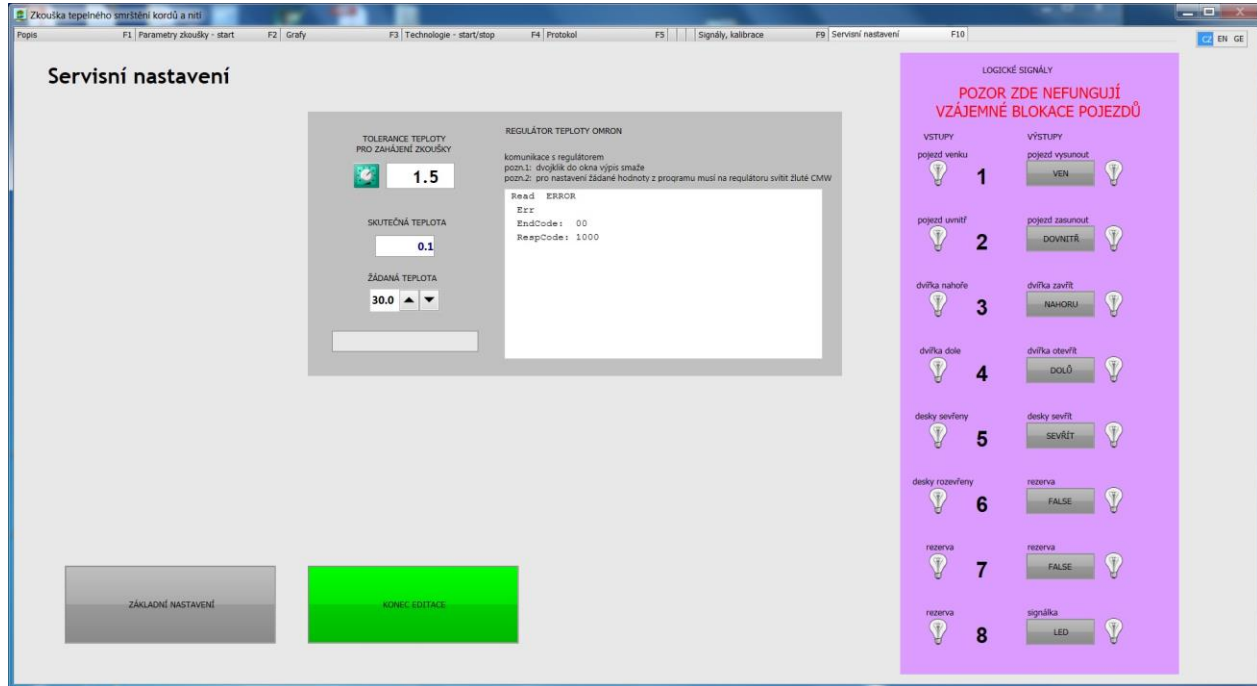 Zkouška tepelného smrštění kordů a nití
Popis F1 Parametry zkoušky - start F2 Grafy F3 Technologie - start/stop F4 Protokol F5 Signály, kalibrace F9 Servisní nastavení F10
CZ EN GE
Servisní nastavení
TOLERANCE TEPLOTY
PRO ZAHÁJENÍ ZKOUŠKY
1.5
SKUTEČNÁ TEPLOTA
0.1
ŽÁDANÁ TEPLOTA
30.0
REGULÁTOR TEPLOTY OMRON
komunikace s regulátorem
pozn.1: dvojklik do okna výpis smaže
pozn.2: pro nastavení žádané hodnoty z programu musí na regulátoru svítit žluté CMW
Read ERROR
Err
EndCode: 00
RespCode: 1000
ZÁKLADNÍ NASTAVENÍ
KONEC EDITACE
LOGICKÉ SIGNÁLY
POZOR ZDE NEFUNGUJÍ
VZÁJEMNÉ BLOKACE POJEZDŮ
VSTUPY VÝSTUPY
pojezd venku pojezd vysunout
1 VEN
pojezd uvnitř pojezd zasunout
2 DOVNITŘ
dvířka nahoře dvířka zavřít
3 NAHORU
dvířka dole dvířka otevřít
4 DOLŮ
desky sevřeny desky sevřít
5 SEVŘÍT
desky rozevřeny rezerva
6 FALSE
rezerva rezerva
7 FALSE
rezerva signálka
8 LED